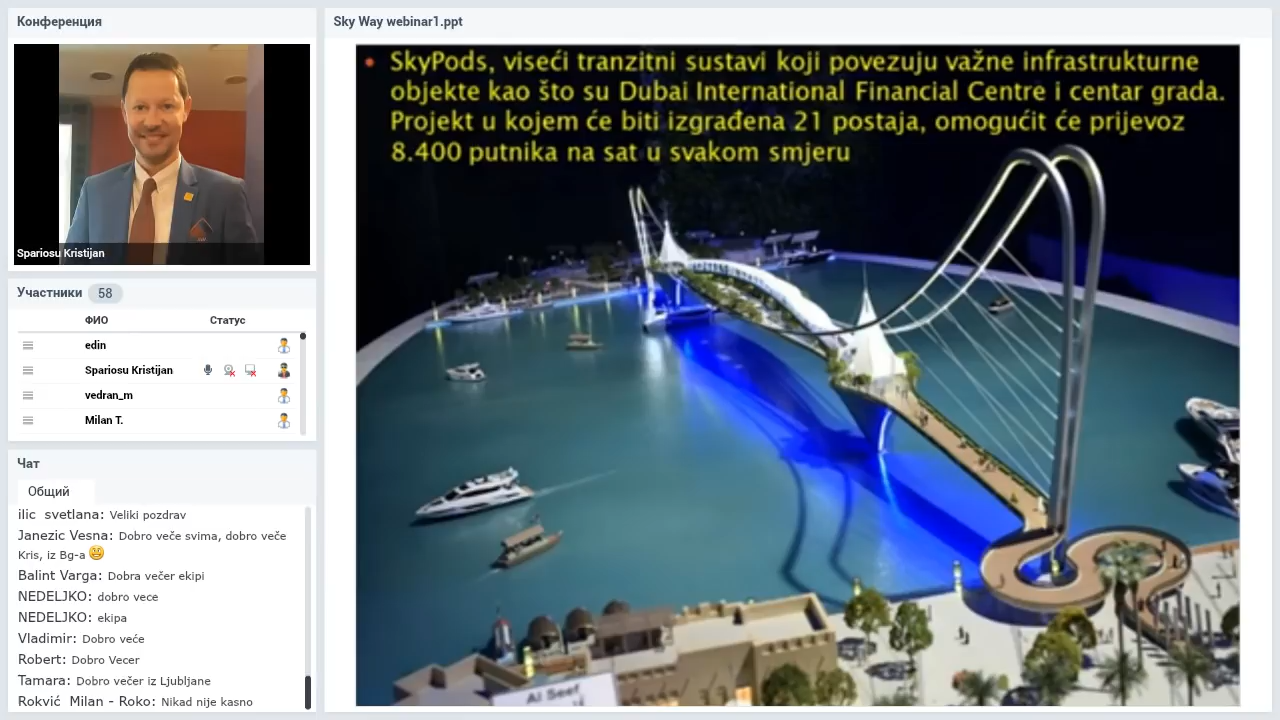 Конференция
Spariosu Kristijan
Участники 58
ФИО Статус
edin
Spariosu Kristijan
vedran_m
Milan T.
Чат
Общий
ilic svetlana: Veliki pozdrav
Janezic Vesna: Dobro veče svima, dobro veče
Kris, iz Bg-a
Balint Varga: Dobra večer ekipi
NEDELJKO: dobro vece
NEDELJKO: ekipa
Vladimir: Dobro veće
Robert: Dobro Vecer
Tamara: Dobro večer iz Ljubljane
Rokvić Milan - Roko: Nikad nije kasno
Sky Way webinar1.ppt
• SkyPods, viseći tranzitni sustavi koji povezuju važne infrastrukturne
objekte kao što su Dubai International Financial Centre i centar grada.
Projekt u kojem će biti izgrađena 21 postaja, omogućit će prijevoz
8.400 putnika na sat u svakom smjeru
Al Seef